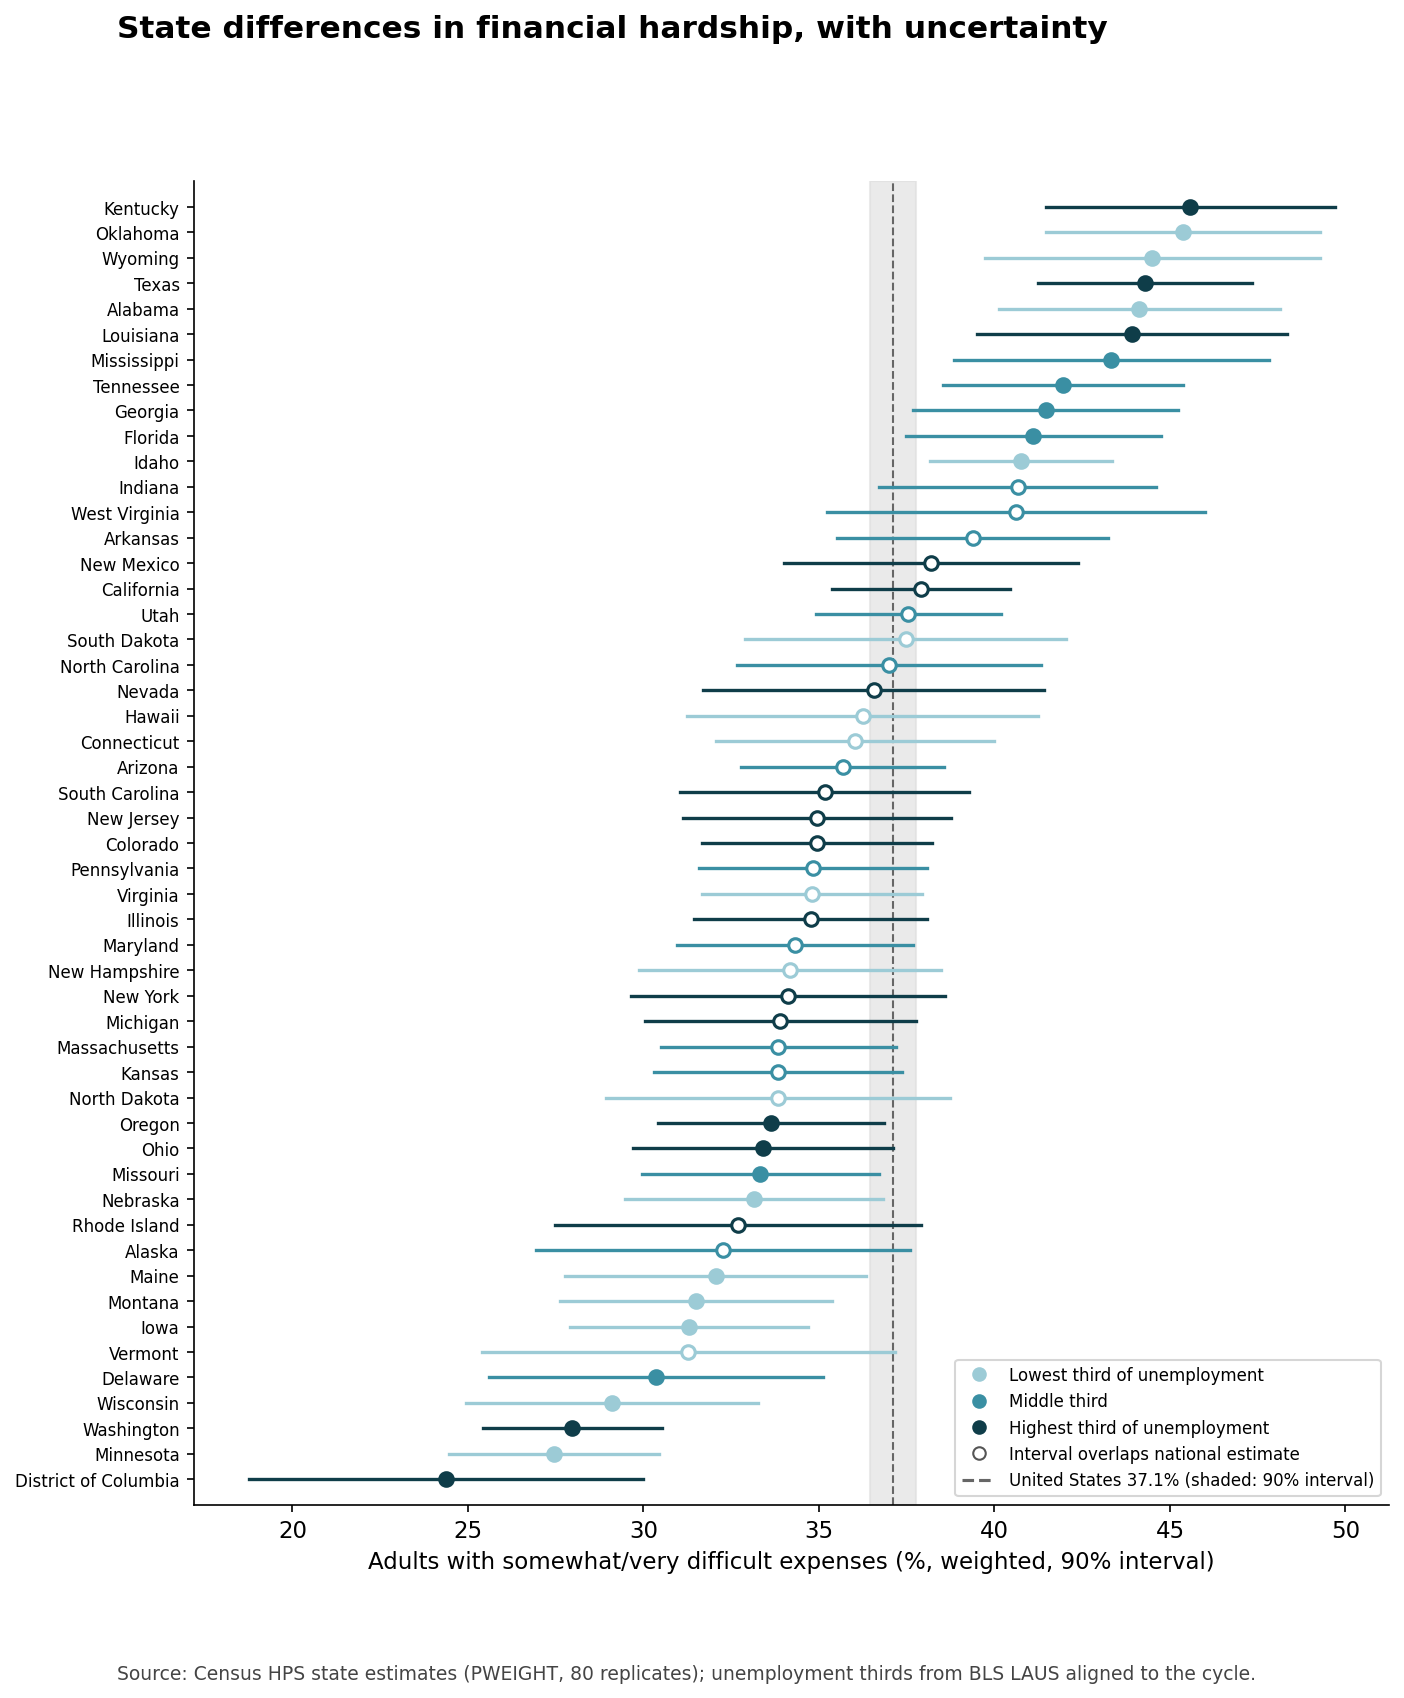 State differences in financial hardship, with uncertainty
Kentucky
Oklahoma
Wyoming
Texas
Alabama
Louisiana
Mississippi
Tennessee
Georgia
Florida
Idaho
Indiana
West Virginia
Arkansas
New Mexico
California
Utah
South Dakota
North Carolina
Nevada
Hawaii
Connecticut
Arizona
South Carolina
New Jersey
Colorado
Pennsylvania
Virginia
Illinois
Maryland
New Hampshire
New York
Michigan
Massachusetts
Kansas
North Dakota
Oregon
Ohio
Missouri
Nebraska
Rhode Island
Alaska
Maine
Montana
Iowa
Vermont
Delaware
Wisconsin
Washington
Minnesota
District of Columbia
Lowest third of unemployment
Middle third
Highest third of unemployment
Interval overlaps national estimate
United States 37.1% (shaded: 90% interval)
20 25 30 35 40 45 50
Adults with somewhat/very difficult expenses (%, weighted, 90% interval)
Source: Census HPS state estimates (PWEIGHT, 80 replicates); unemployment thirds from BLS LAUS aligned to the cycle.